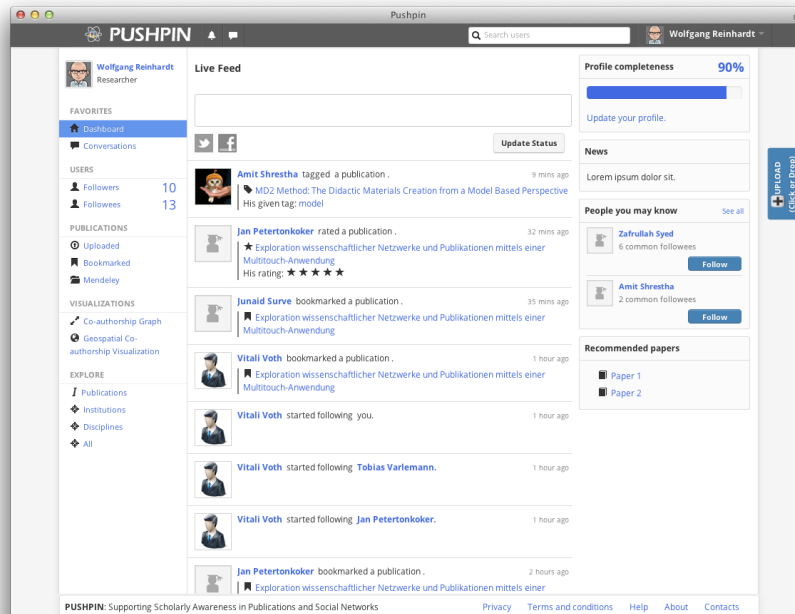 Pushpin
PUSHPIN
Search users
Wolfgang Reinhardt
Wolfgang Reinhardt
Researcher
FAVORITES
Dashboard
Conversations
USERS
Followers 10
Followees 13
PUBLICATIONS
Uploaded
Bookmarked
Mendeley
VISUALIZATIONS
Co-authorship Graph
Geospatial Co-
authorship Visualization
EXPLORE
Publications
Institutions
Disciplines
All
Live Feed
Update Status
Amit Shrestha tagged a publication . 9 mins ago
MD2 Method: The Didactic Materials Creation from a Model Based Perspective
His given tag: model
Jan Petertonkoker rated a publication . 32 mins ago
Exploration wissenschaftlicher Netzwerke und Publikationen mittels einer
Multitouch-Anwendung
His rating: ★ ★ ★ ★ ★
Junaid Surve bookmarked a publication . 35 mins ago
Exploration wissenschaftlicher Netzwerke und Publikationen mittels einer
Multitouch-Anwendung
Vitali Voth bookmarked a publication . 1 hour ago
Exploration wissenschaftlicher Netzwerke und Publikationen mittels einer
Multitouch-Anwendung
Vitali Voth started following you. 1 hour ago
Vitali Voth started following Tobias Varlemann. 1 hour ago
Vitali Voth started following Jan Petertonkoker. 1 hour ago
Jan Petertonkoker bookmarked a publication . 2 hours ago
Exploration wissenschaftlicher Netzwerke und Publikationen mittels einer
Profile completeness 90%
Update your profile.
News
Lorem ipsum dolor sit.
People you may know See all
Zafrullah Syed
6 common followees
Follow
Amit Shrestha
2 common followees
Follow
Recommended papers
Paper 1
Paper 2
UPLOAD
(Click or Drop)
PUSHPIN: Supporting Scholarly Awareness in Publications and Social Networks
Privacy Terms and conditions Help About Contacts